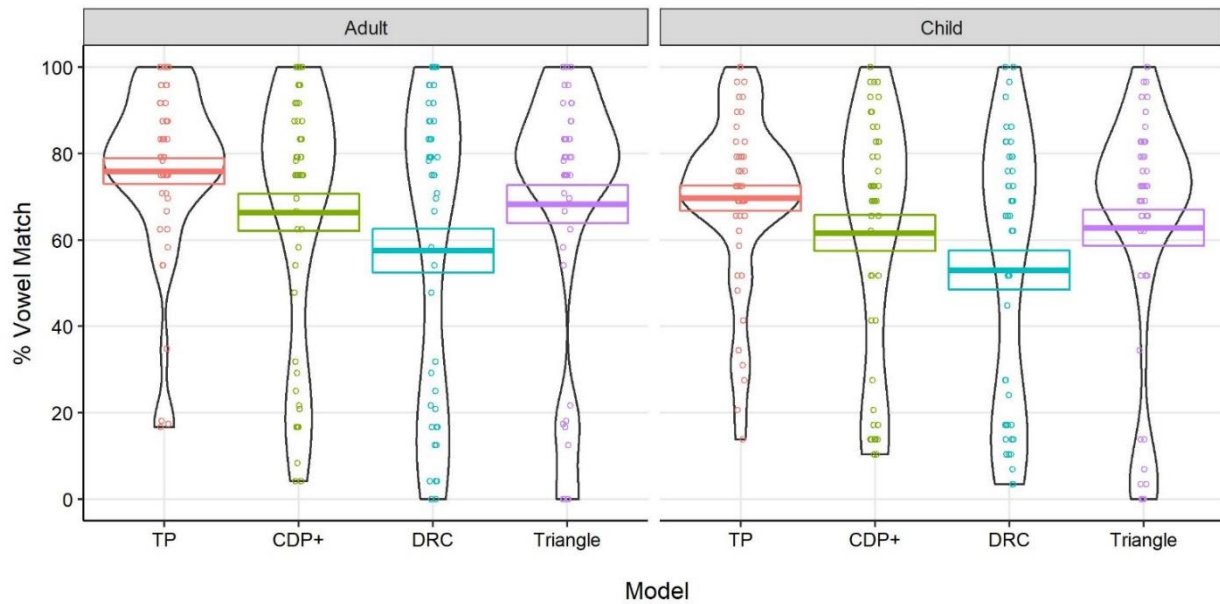 Adult Child
% Vowel Match
100
80
60
40
20
0
TP CDP+ DRC Triangle TP CDP+ DRC Triangle
Model